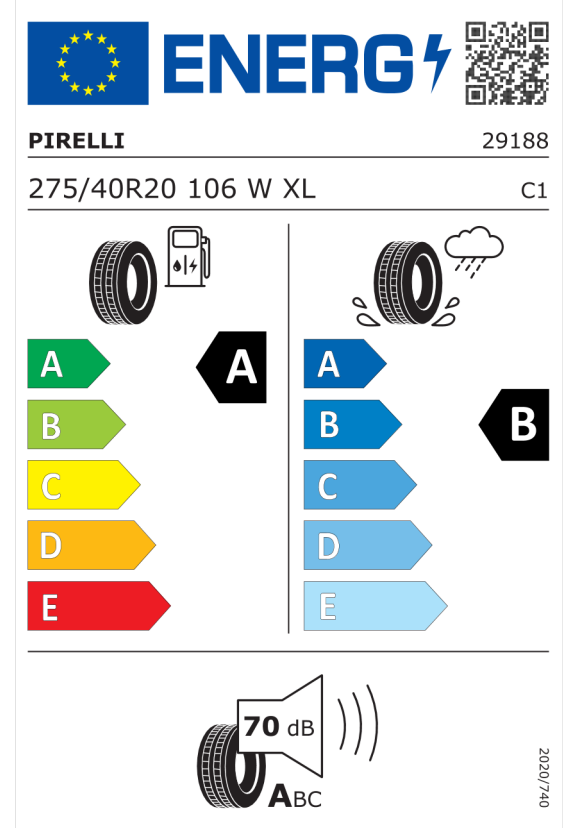 ENERG
PIRELLI 29188
275/40R20 106 W XL C1
A A
B
C
D
E
A
B B
C
D
E
70 dB
ABC
2020/740